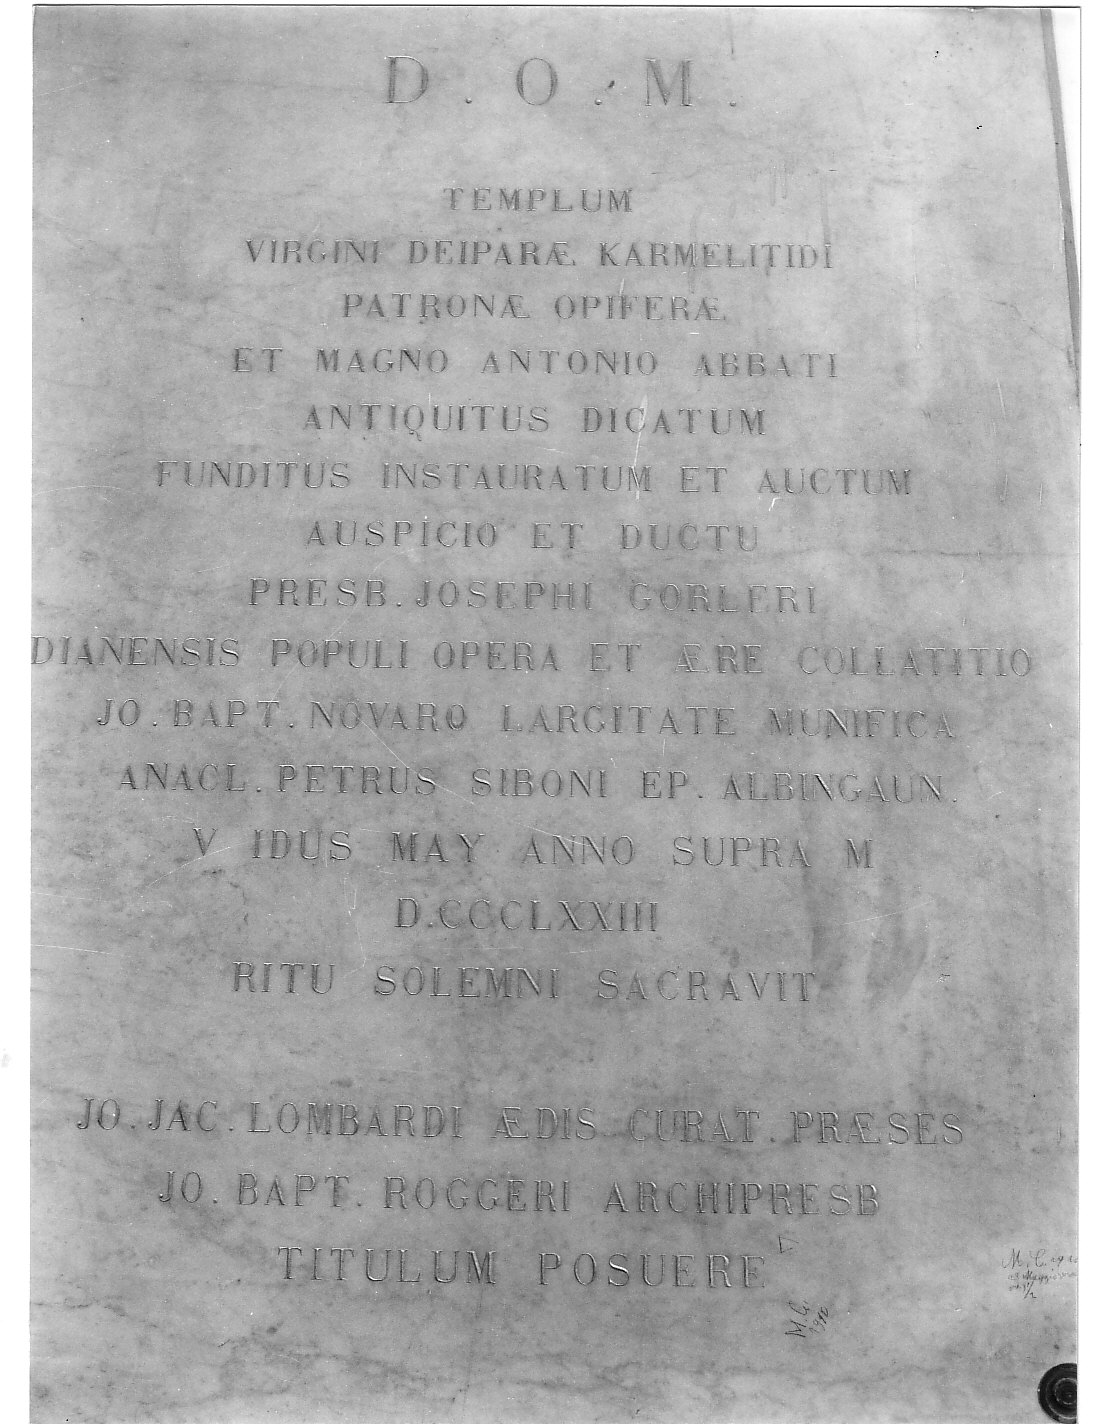 D. O. M.
TEMPLUM
VIRGINI DEIPARÆ KARMELITIDI
PATRONÆ OPIFERÆ
ET MAGNO ANTONIO ABBATI
ANTIQUITUS DICATUM
FUNDITUS INSTAURATUM ET AUCTUM
AUSPICIO ET DUCTU
PRESB. JOSEPHI GORLERI
DIANENSIS POPULI OPERA ET ÆRE COLLATITIO
JO. BAPT. NOVARO LARGITATE MUNIFICA
ANACL. PETRUS SIBONI EP. ALBINGAUN.
V IDUS MAY ANNO SUPRA M
D.CCCLXXIII
RITU SOLEMNI SACRAVIT
JO. JAC. LOMBARDI ÆDIS CURAT. PRÆSES
JO. BAPT. ROGGERI ARCHIPRESB
TITULUM POSUERE